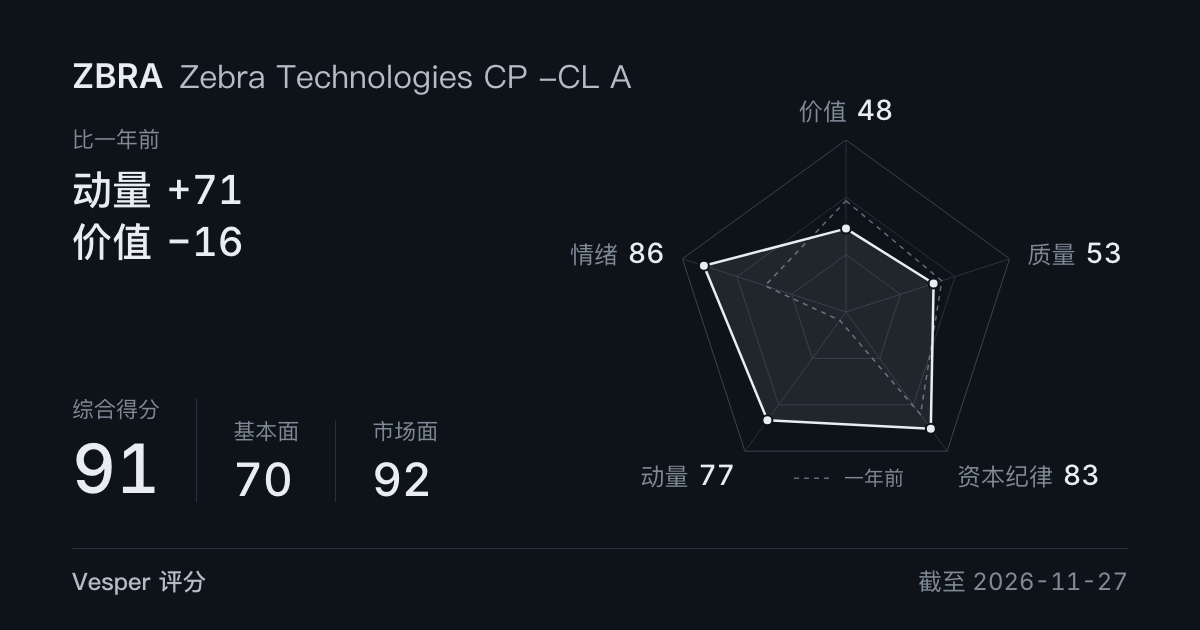 ZBRA Zebra Technologies CP –CL A
比一年前
动量 +71
价值 −16
价值 48
情绪 86
质量 53
动量 77
一年前
资本纪律 83
综合得分
91
基本面
70
市场面
92
Vesper 评分
截至 2026-11-27